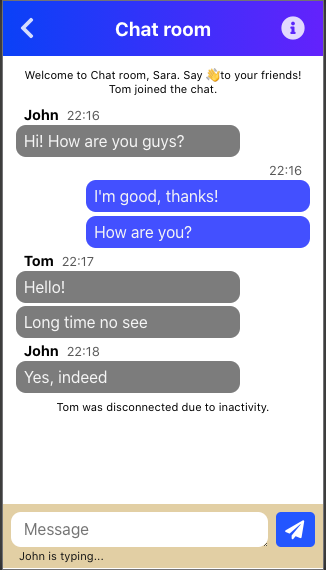 Chat room
Welcome to Chat room, Sara. Say 👋to your friends!
Tom joined the chat.
John 22:16
Hi! How are you guys?
22:16
I'm good, thanks!
How are you?
Tom 22:17
Hello!
Long time no see
John 22:18
Yes, indeed
Tom was disconnected due to inactivity.
Message
John is typing...